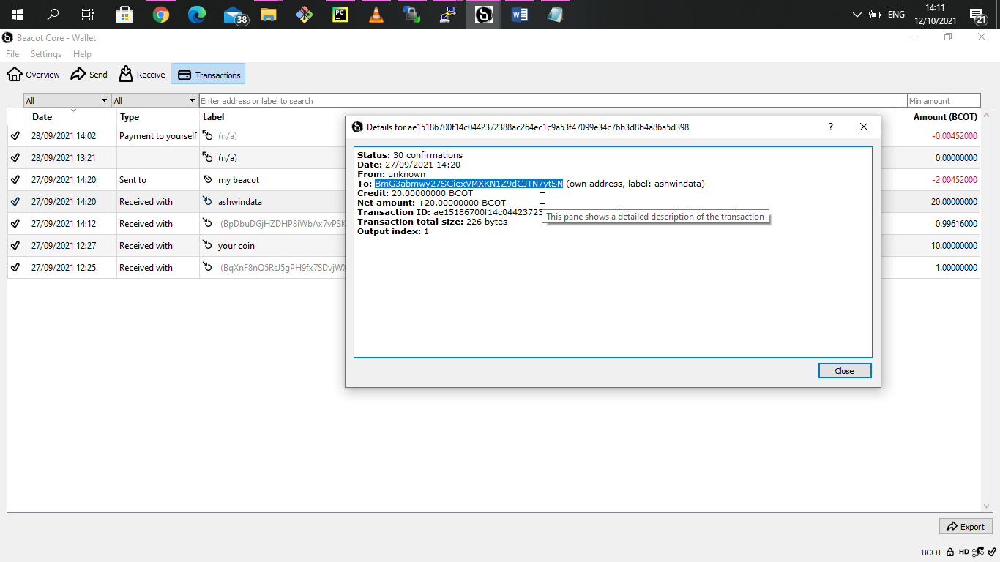 38
PC
W
ENG
14:11
12/10/2021
21
Beacot Core - Wallet
File Settings Help
Overview Send Receive Transactions
All All Enter address or label to search Min amount
Date Type Label Amount (BCOT)
28/09/2021 14:02 Payment to yourself (n/a) -0.00452000
28/09/2021 13:21 (n/a) 0.00000000
27/09/2021 14:20 Sent to my beacot -2.00452000
27/09/2021 14:20 Received with ashwindata 20.00000000
27/09/2021 14:12 Received with (BpDbuDGjHZDHP8iWbAx7vP3K 0.99616000
27/09/2021 12:27 Received with your coin 10.00000000
27/09/2021 12:25 Received with (BqXnF8nQ5RsJ5gPH9fx7SDvjWX 1.00000000
Details for ae15186700f14c0442372388ac264ec1c9a53f47099e34c76b3d8b4a86a5d398
?
Status: 30 confirmations
Date: 27/09/2021 14:20
From: unknown
To: BmG3abmwy27SCiexVMXKN1Z9dCJTN7ytSN (own address, label: ashwindata)
Credit: 20.00000000 BCOT
Net amount: +20.00000000 BCOT
Transaction ID: ae15186700f14c04423723
This pane shows a detailed description of the transaction
Transaction total size: 226 bytes
Output index: 1
Close
Export
BCOT HD